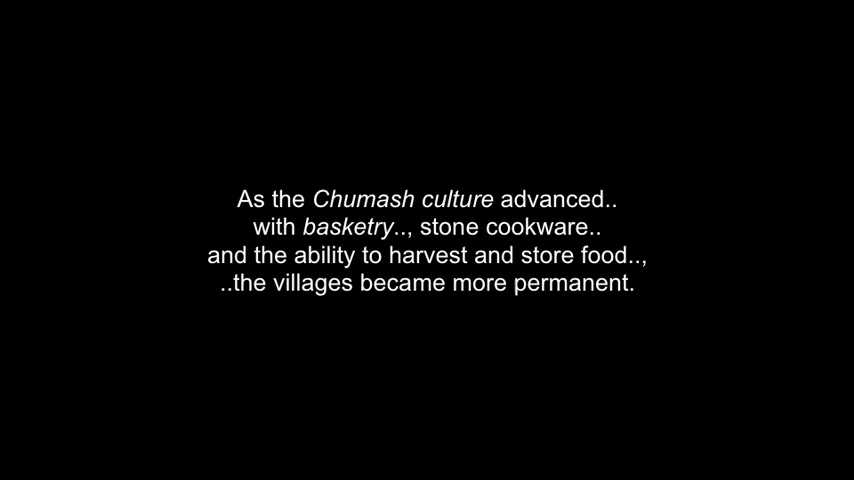 As the Chumash culture advanced..
with basketry.., stone cookware..
and the ability to harvest and store food..,
..the villages became more permanent.